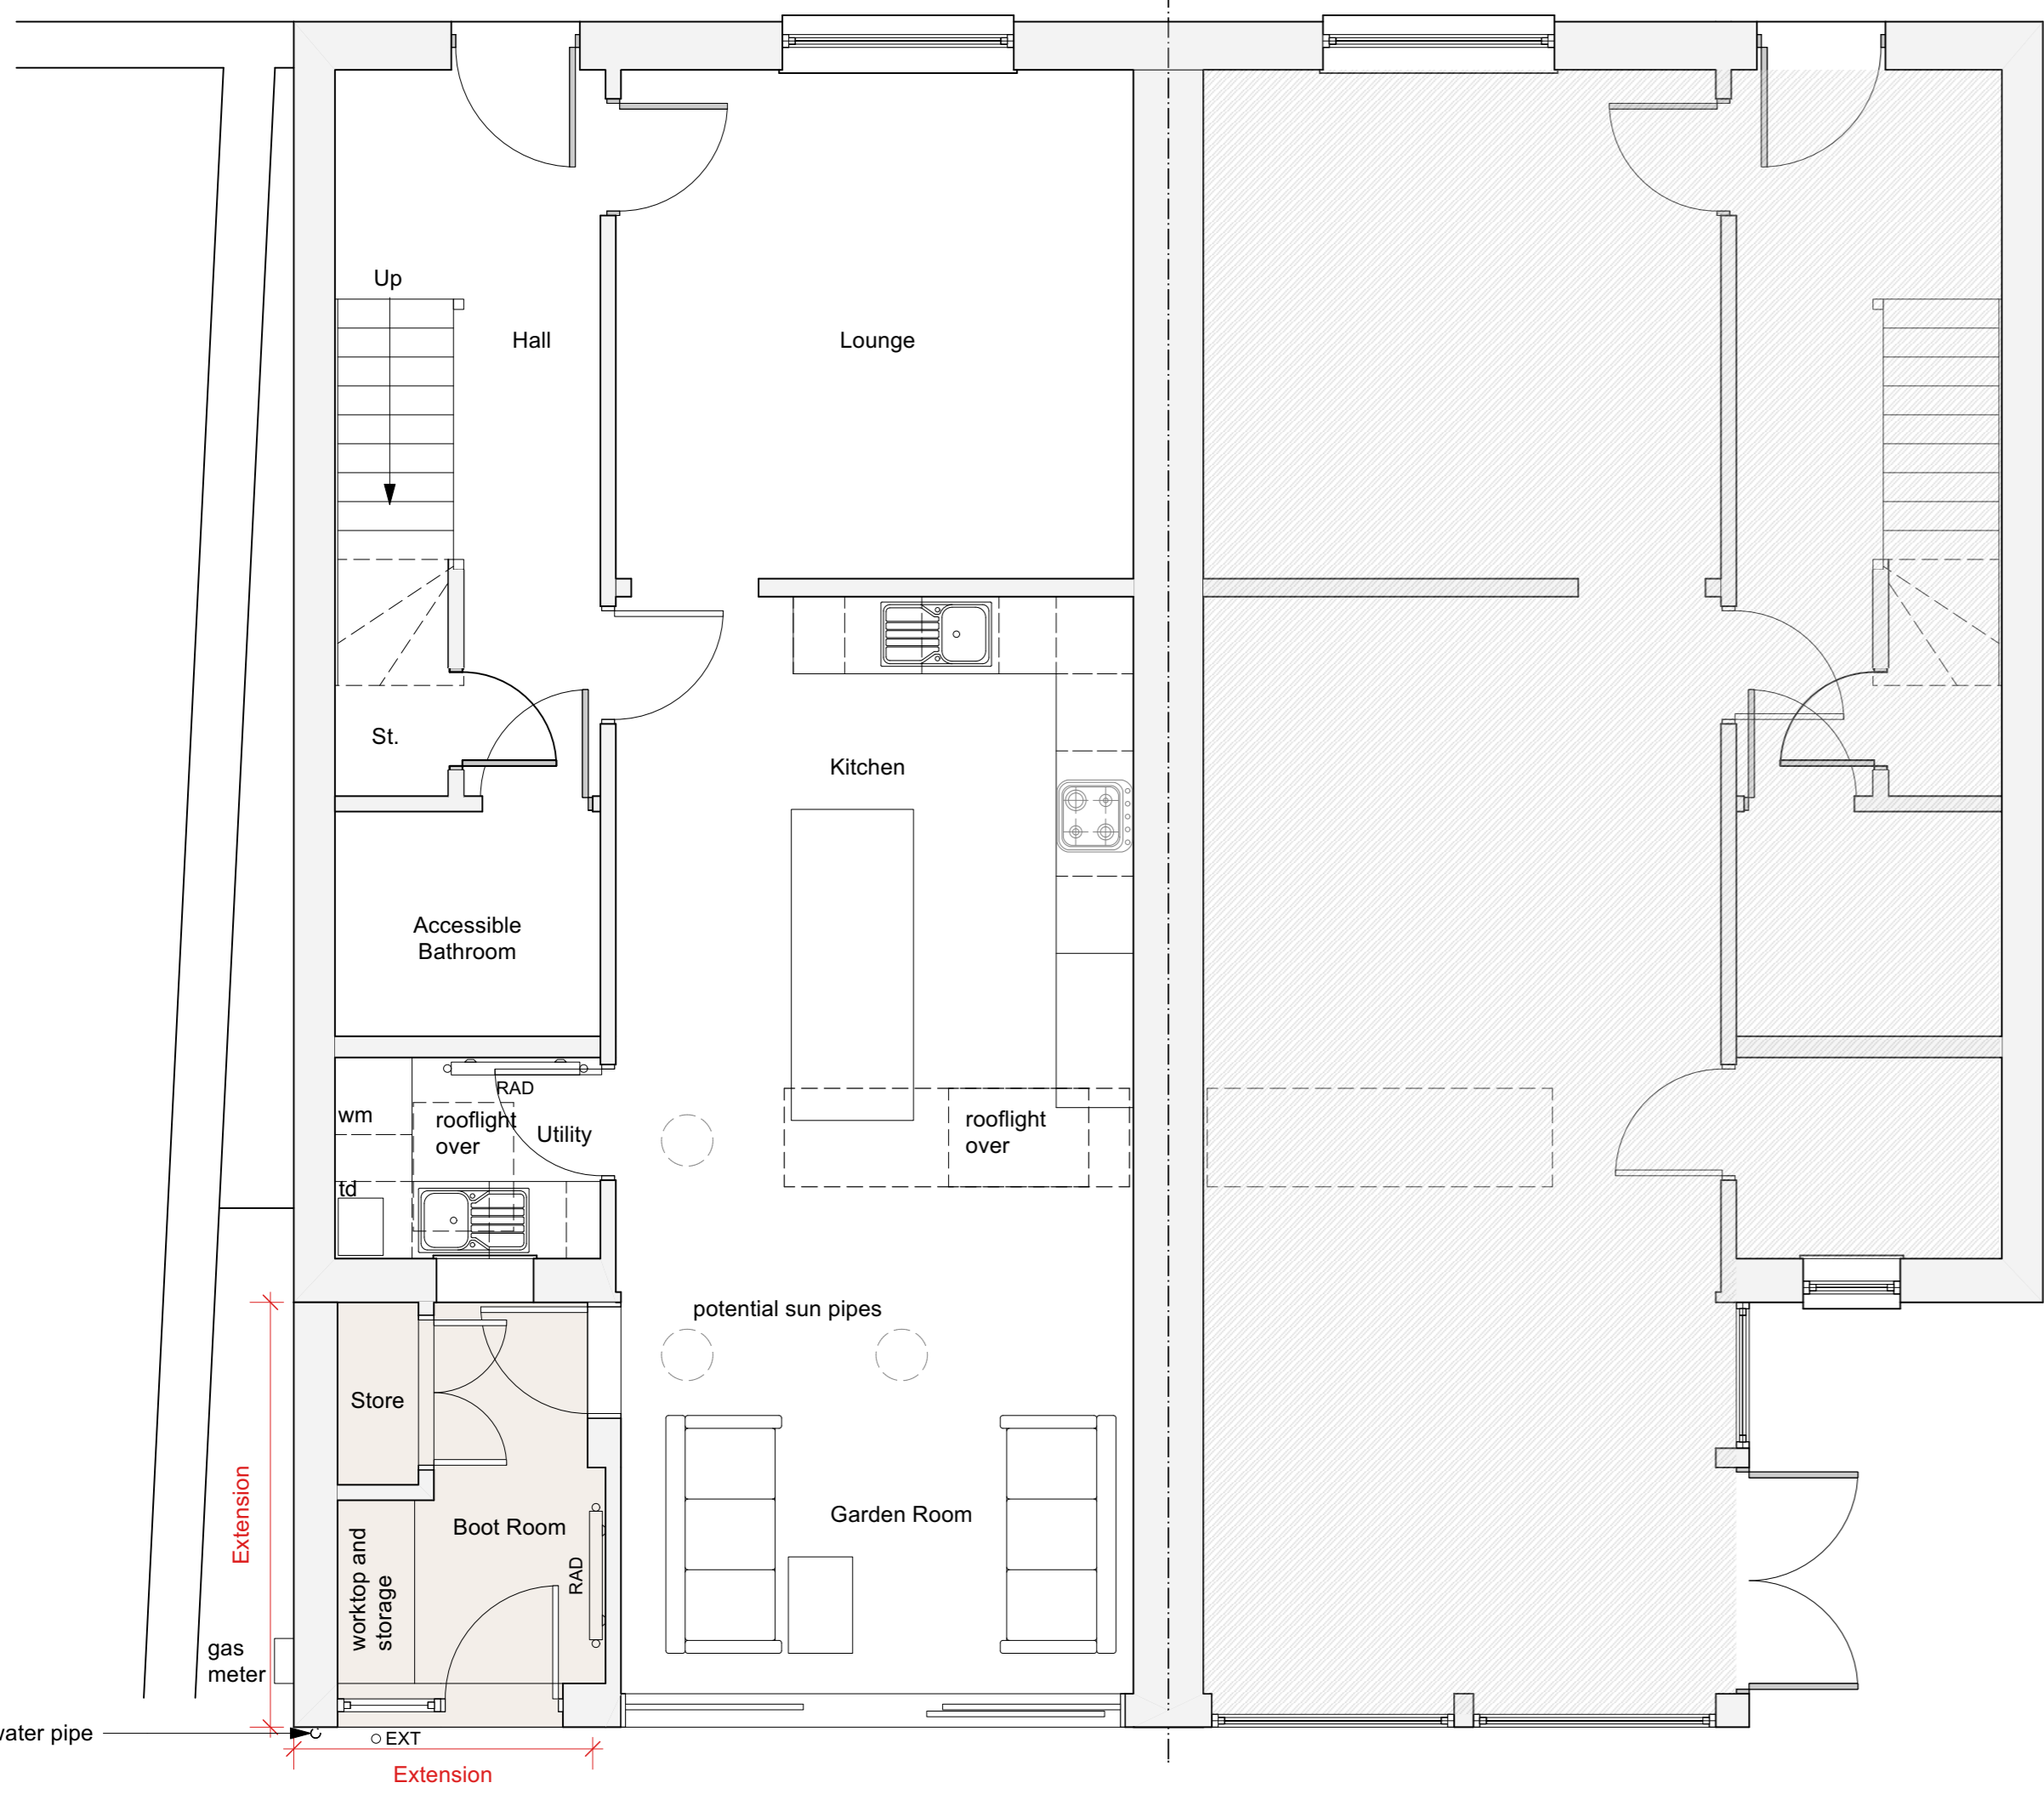 Up
Hall
Lounge
St.
Kitchen
Accessible
Bathroom
RAD
wm
rooflight
over
Utility
rooflight
over
td
potential sun pipes
Store
Extension
Boot Room
Garden Room
worktop and
storage
RAD
gas
meter
water pipe
EXT
Extension